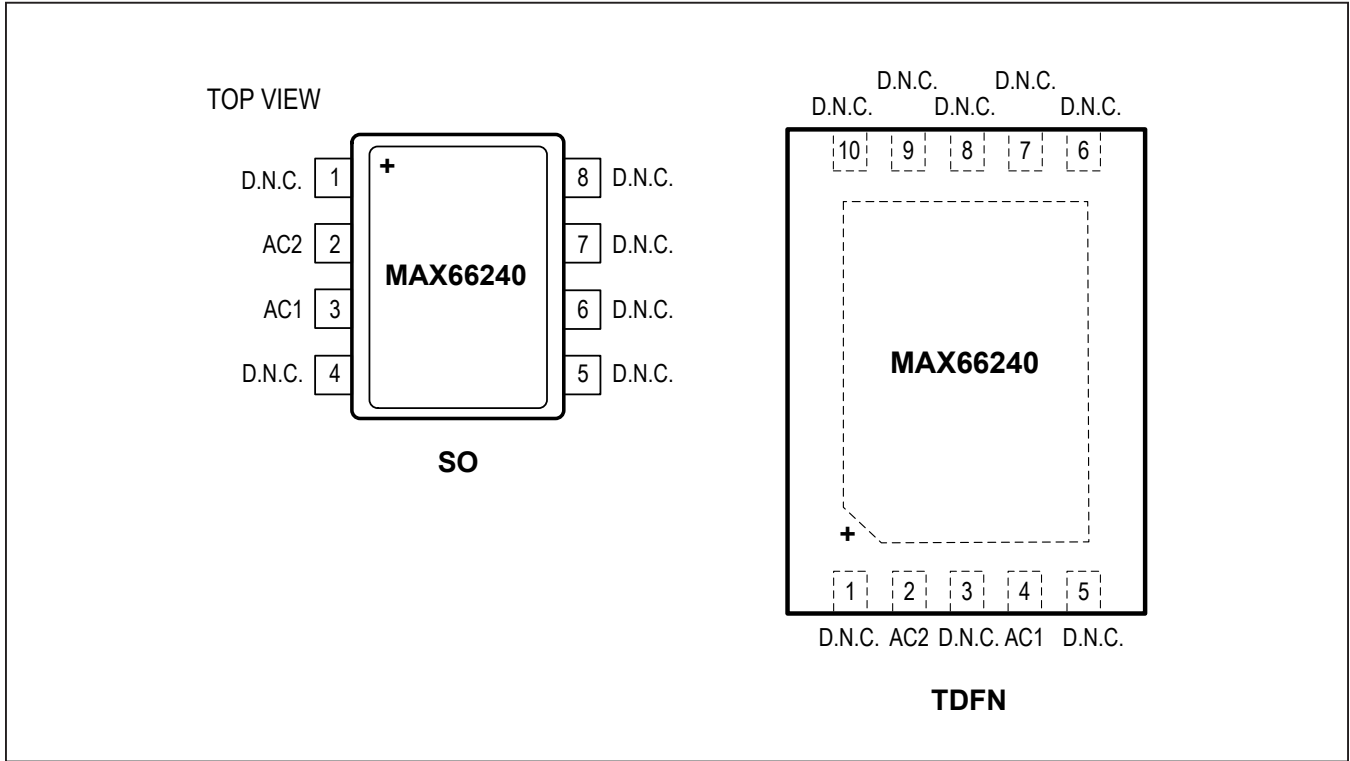 TOP VIEW
D.N.C. 1 + 8 D.N.C.
AC2 2 7 D.N.C.
MAX66240
AC1 3 6 D.N.C.
D.N.C. 4 5 D.N.C.
SO
D.N.C. D.N.C.
D.N.C. D.N.C. D.N.C.
10 9 8 7 6
MAX66240
+
1 2 3 4 5
D.N.C. AC2 D.N.C. AC1 D.N.C.
TDFN